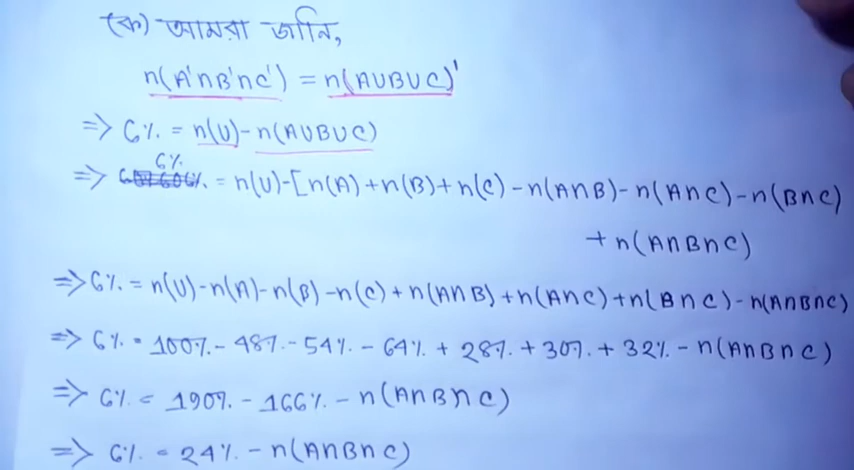 (ক) আমরা জানি,
n(A'∩B'∩C') = n(A∪B∪C)'
⇒ 6% = n(U)-n(A∪B∪C)
6%
⇒ = n(U)-[n(A)+n(B)+n(C)-n(A∩B)-n(A∩C)-n(B∩C)
+n(A∩B∩C)
⇒ 6% = n(U)-n(A)-n(B)-n(C)+n(A∩B)+n(A∩C)+n(B∩C)-n(A∩B∩C)
⇒ 6% = 100%-48%-54%-64%+28%+30%+32%-n(A∩B∩C)
⇒ 6% = 190%-166%-n(A∩B∩C)
⇒ 6% = 24%-n(A∩B∩C)